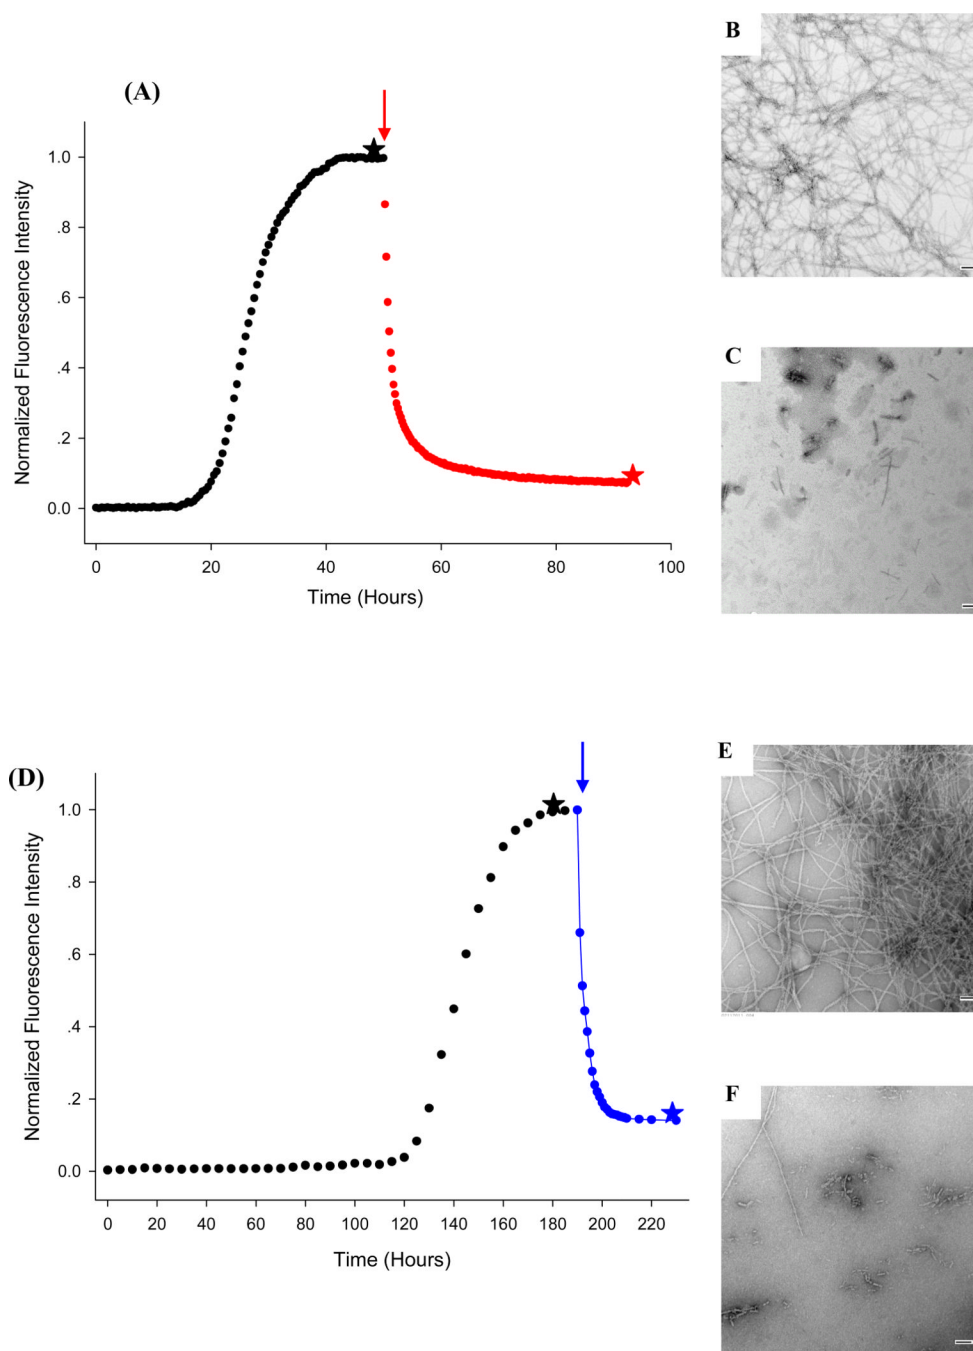 (A)
Normalized Fluorescence Intensity
1.0
.8
.6
.4
.2
0.0
0 20 40 60 80 100
Time (Hours)
B
C
(D)
Normalized Fluorescence Intensity
1.0
.8
.6
.4
.2
0.0
0 20 40 60 80 100 120 140 160 180 200 220
Time (Hours)
E
F